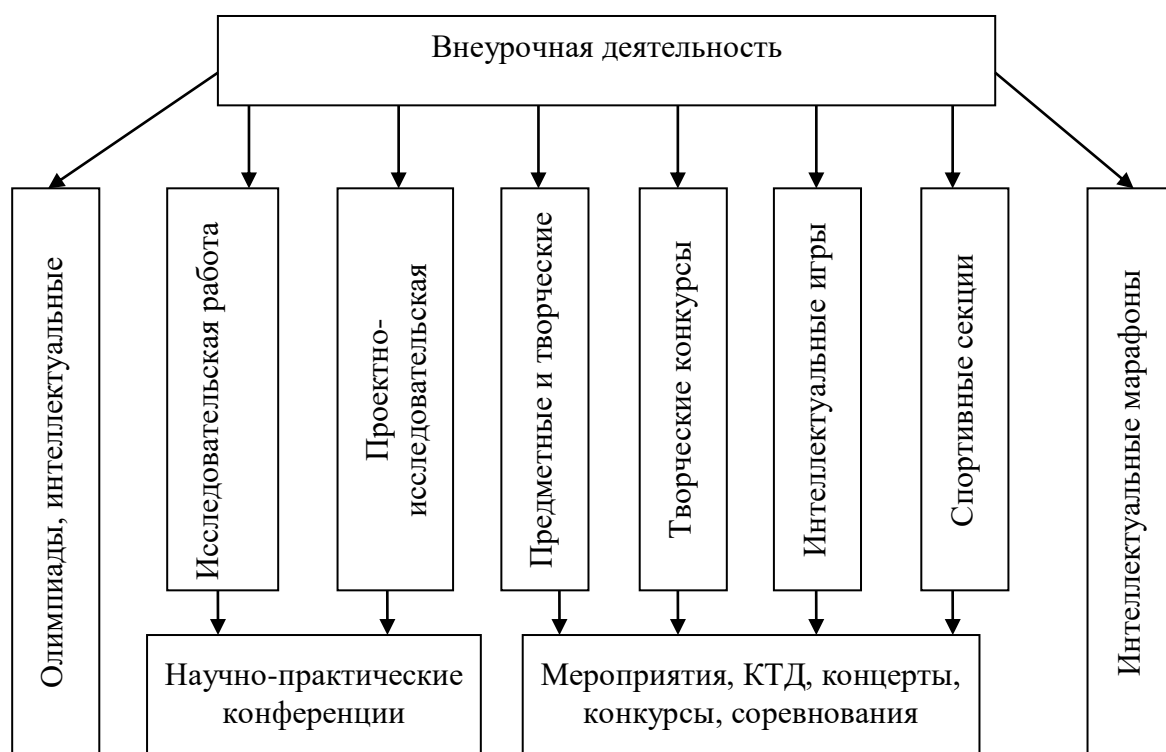 Внеурочная деятельность
Олимпиады, интеллектуальные
Исследовательская работа
Проектно-
исследовательская
Предметные и творческие
Творческие конкурсы
Интеллектуальные игры
Спортивные секции
Интеллектуальные марафоны
Научно-практические
конференции
Мероприятия, КТД, концерты,
конкурсы, соревнования